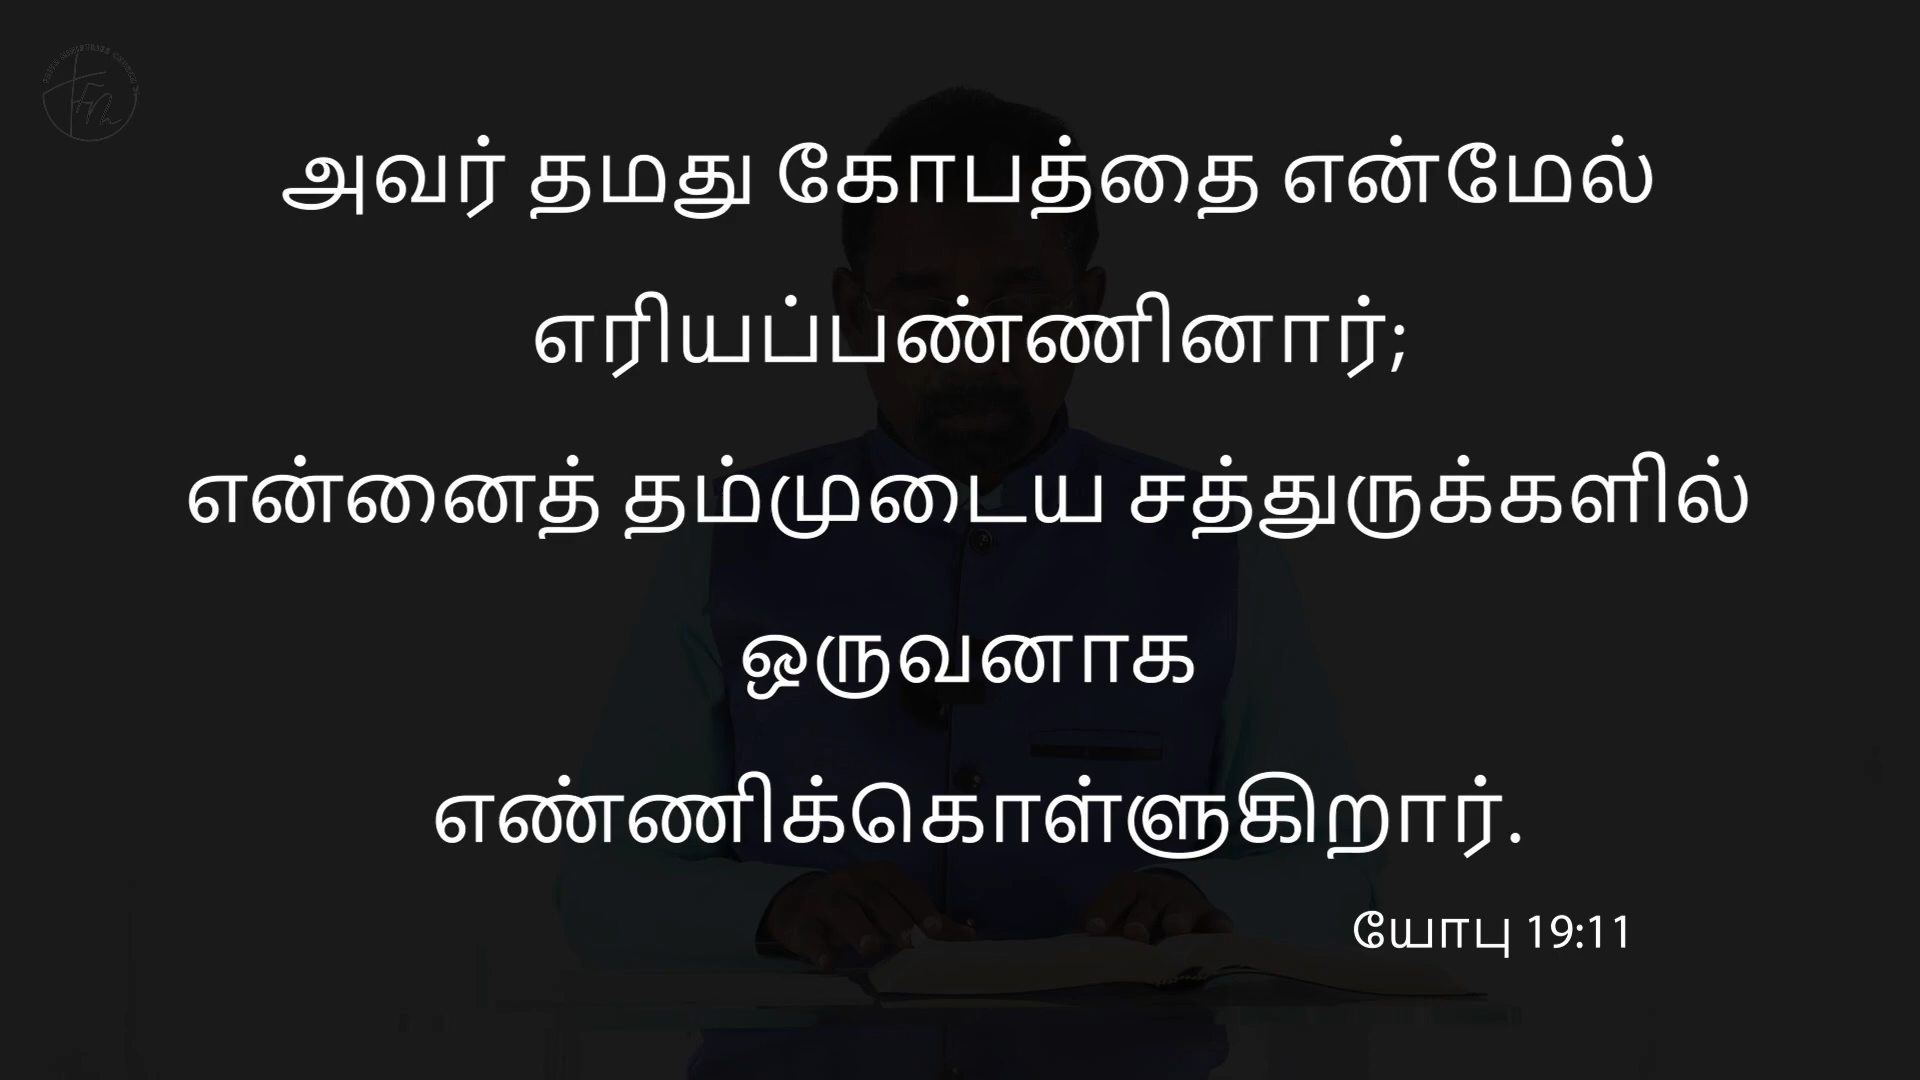 அவர் தமது கோபத்தை என்மேல்
எரியப்பண்ணினார்;
என்னைத் தம்முடைய சத்துருக்களில்
ஒருவனாக
எண்ணிக்கொள்ளுகிறார்.
யோபு 19:11